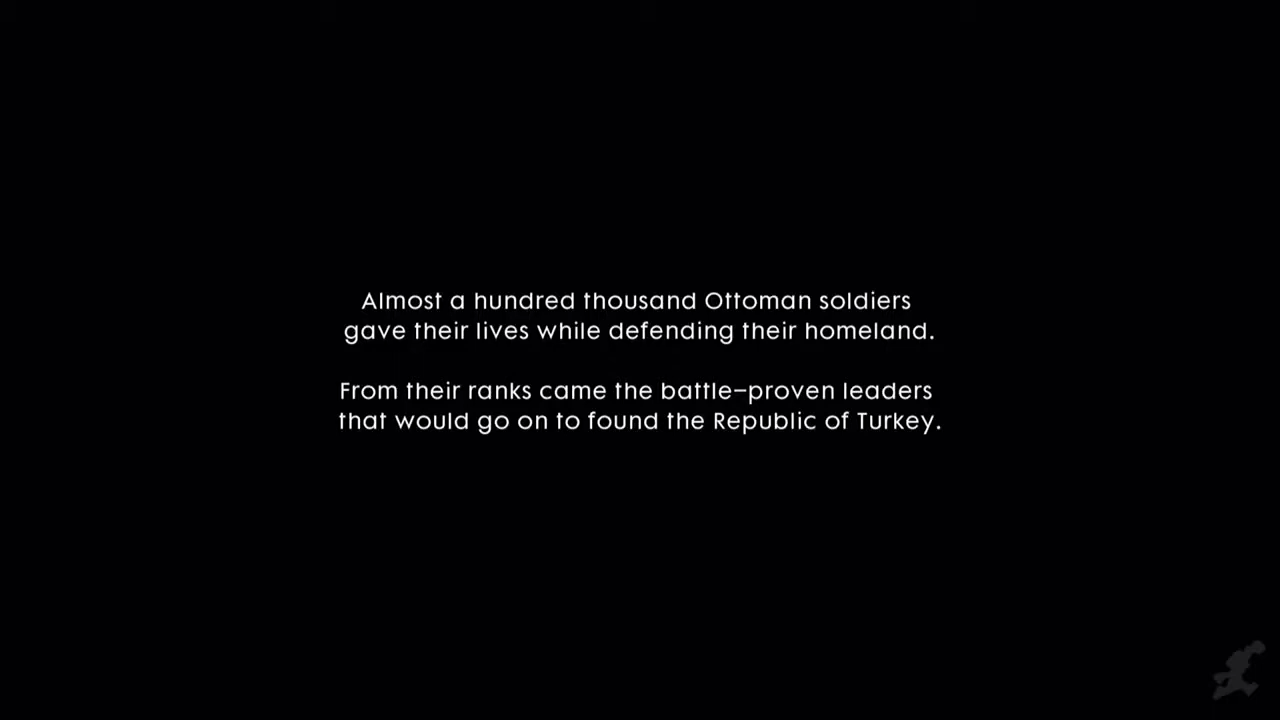 Almost a hundred thousand Ottoman soldiers
gave their lives while defending their homeland.
From their ranks came the battle-proven leaders
that would go on to found the Republic of Turkey.